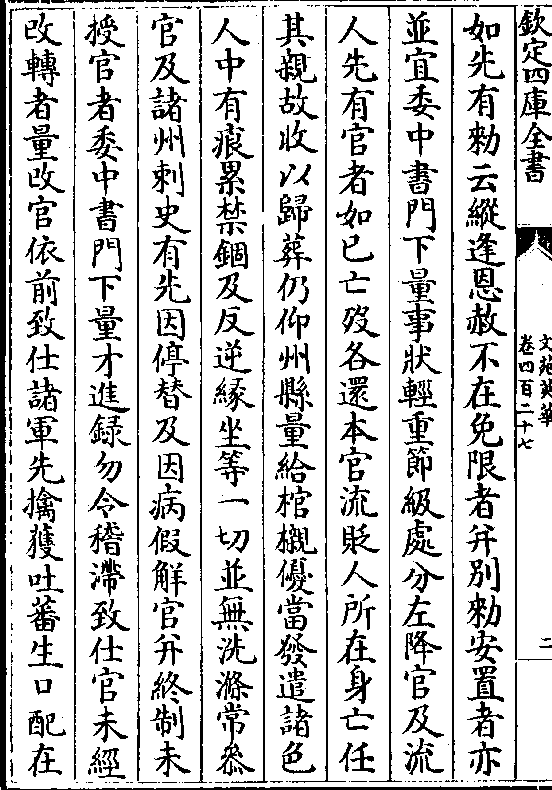 欽定四庫全書
文苑英華
卷四百二十七
二
如先有勅云縱逢恩赦不在免限者并别勅安置者亦
並宜委中書門下量事狀輕重節級處分左降官及流
人先有官者如已亡殁各還本官流貶人所在身亡任
其親故收以歸葬仍仰州縣量給棺櫬優當發遣諸色
人中有痕累禁錮及反逆緣坐等一切並無洗滌常叅
官及諸州刺史有先因停替及因病假解官并終制未
授官者委中書門下量才進録勿令稽滯致仕官未經
改轉者量改官依前致仕諸軍先擒獲吐蕃生口配在